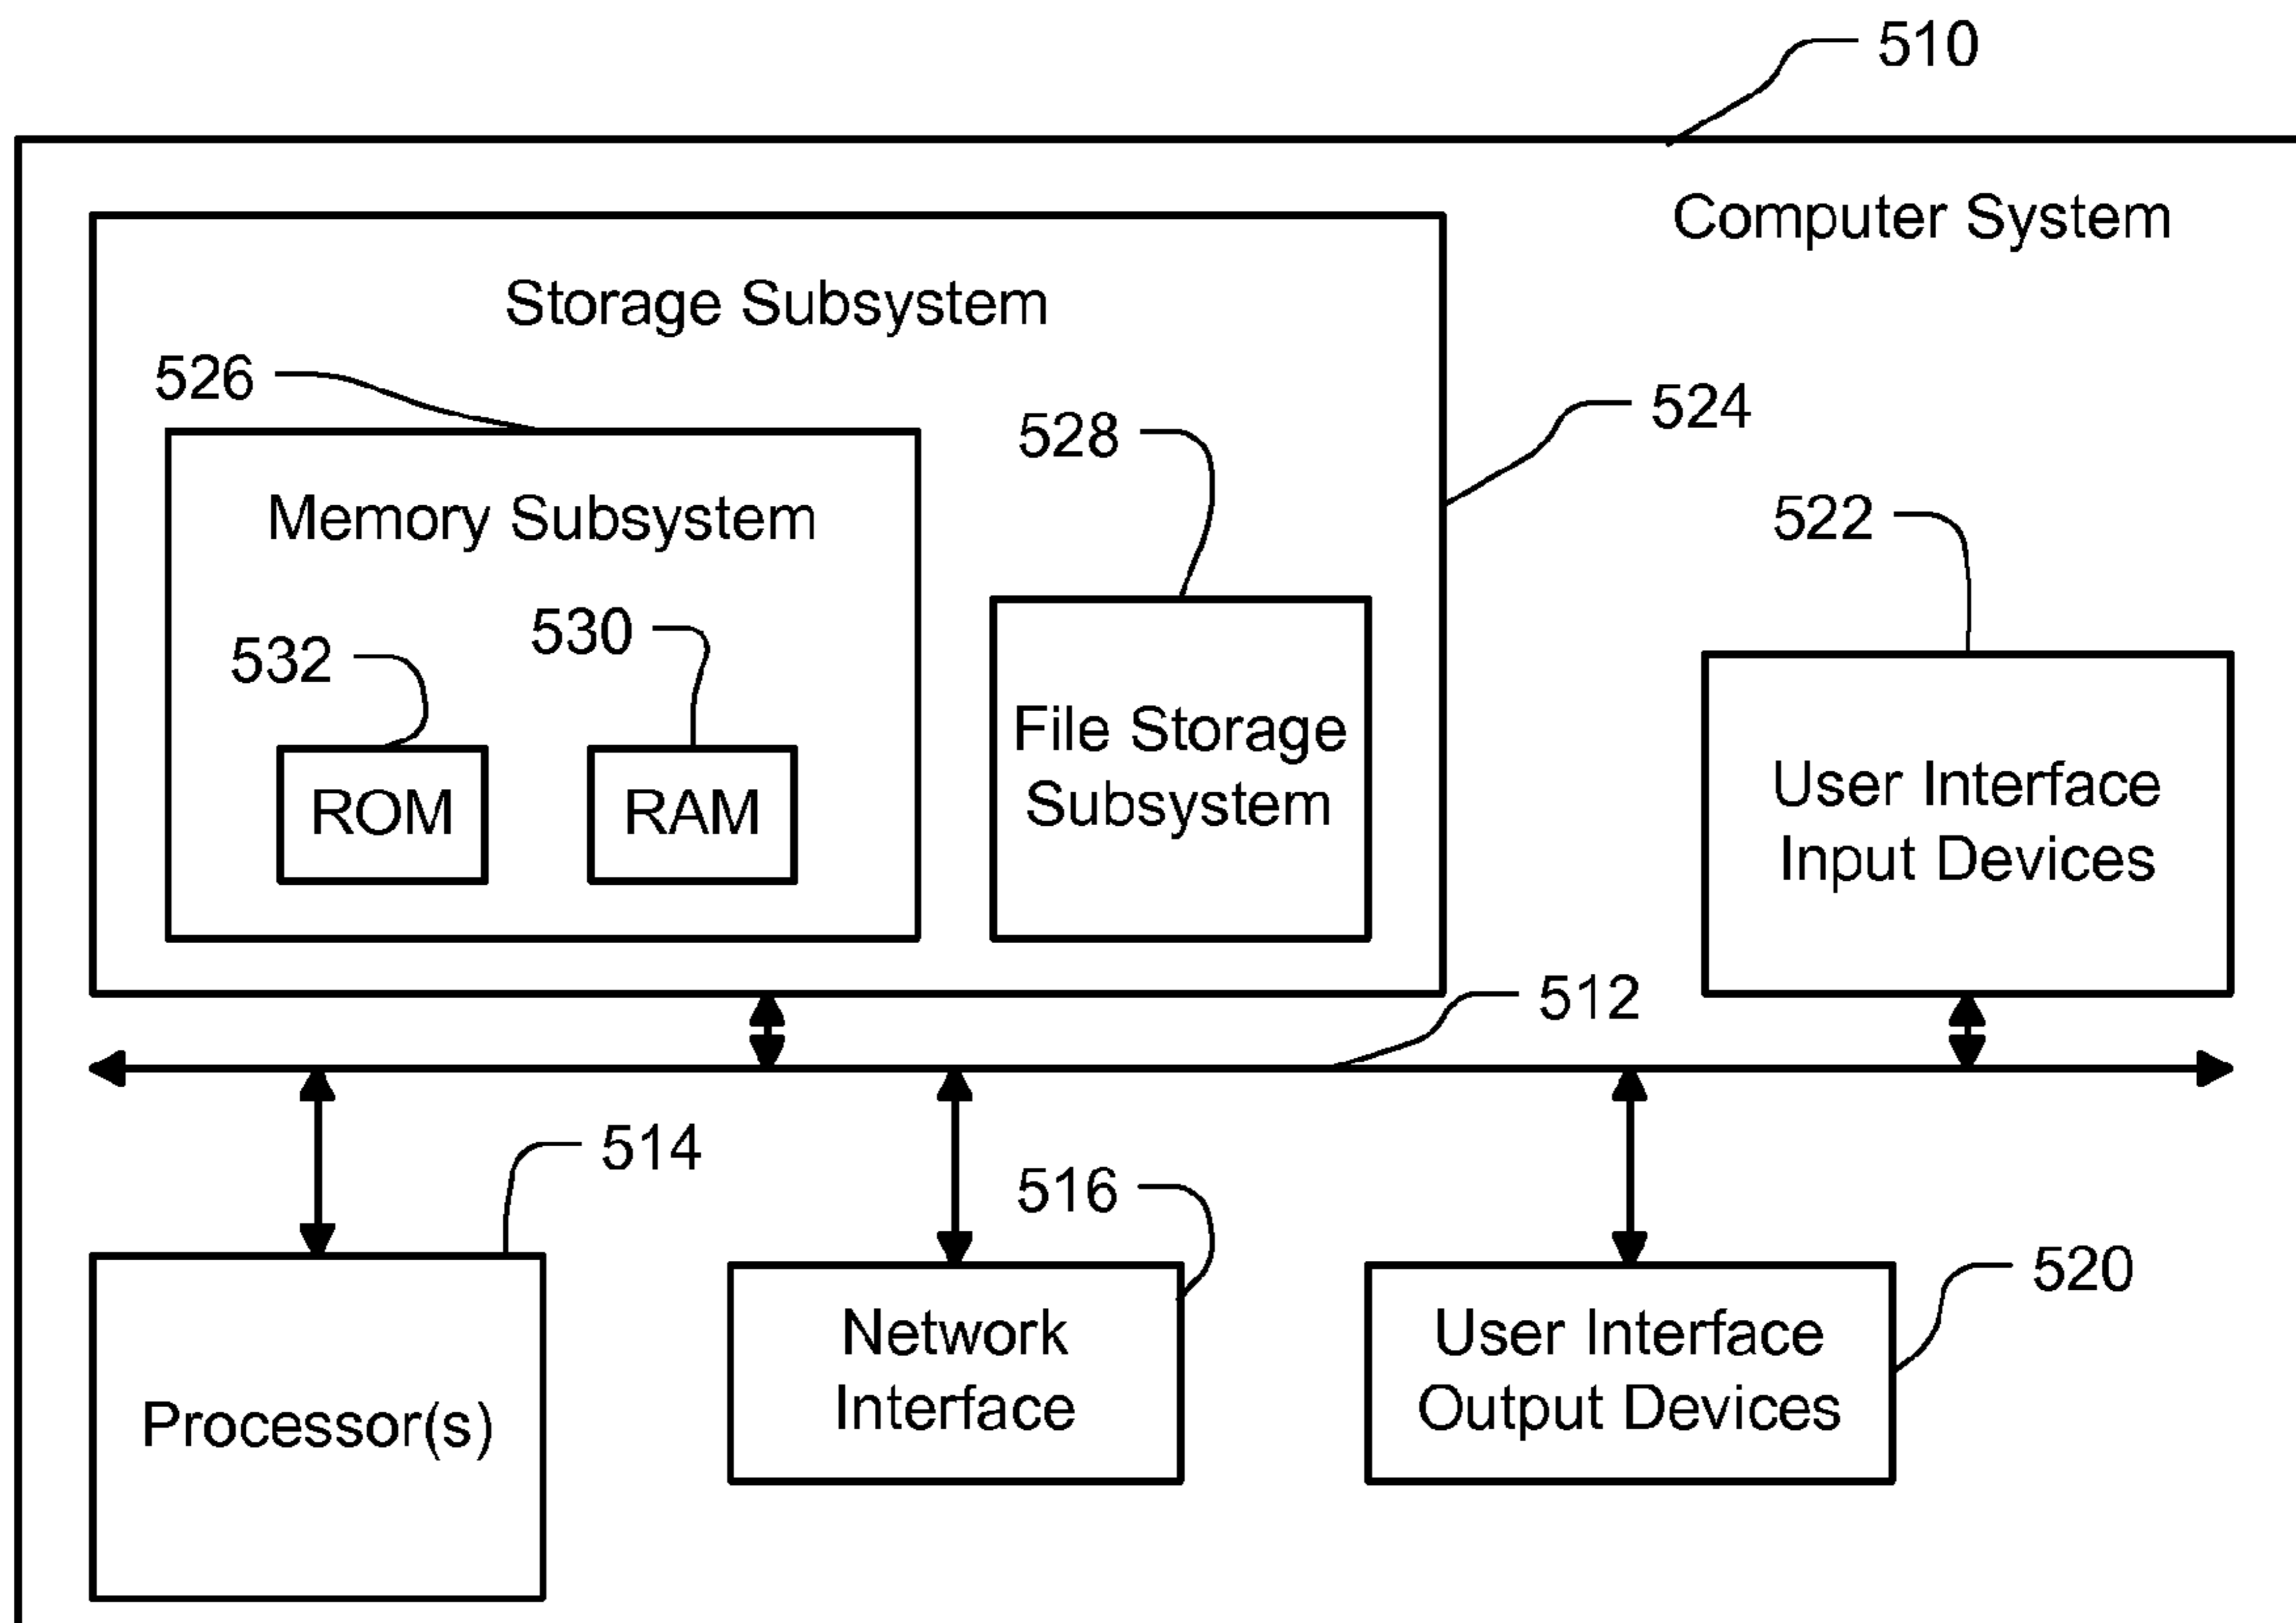 510
Computer System
Storage Subsystem
526
524
528
Memory Subsystem
522
530
532
File Storage
Subsystem
ROM
RAM
User Interface
Input Devices
512
514
516
520
Network
Interface
User Interface
Output Devices
Processor(s)